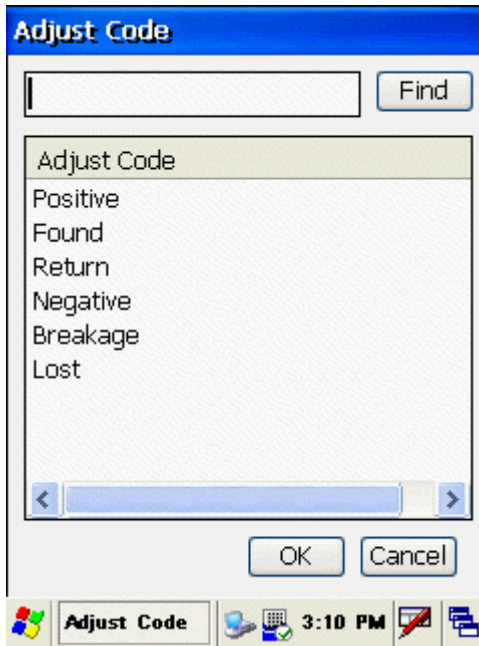 Adjust Code
Find
Adjust Code
Positive
Found
Return
Negative
Breakage
Lost
OK Cancel
Adjust Code 3:10 PM